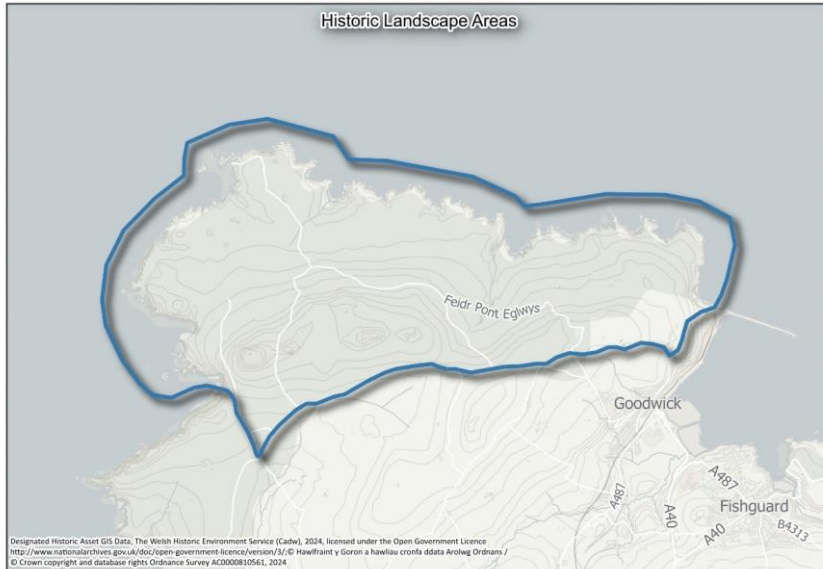 Historic Landscape Areas
Feidr Pont Eglwys
Goodwick
A487
A487
Fishguard
A40
A40
B4313
Designated Historic Asset GIS Data, The Welsh Historic Environment Service (Cadw), 2024, licensed under the Open Government Licence
http://www.nationalarchives.gov.uk/doc/open-government-licence/version/3/;© Hawlfraint y Goron a hawliau cronfa ddata Arolwg Ordnans /
© Crown copyright and database rights Ordnance Survey AC0000810561, 2024